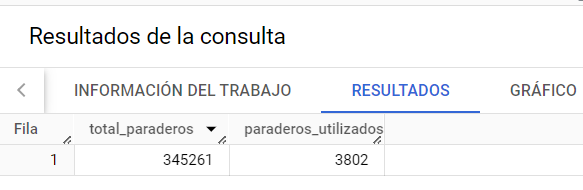 Resultados de la consulta
INFORMACIÓN DEL TRABAJO RESULTADOS GRÁFICO
Fila total_paraderos paraderos_utilizados
1 345261 3802